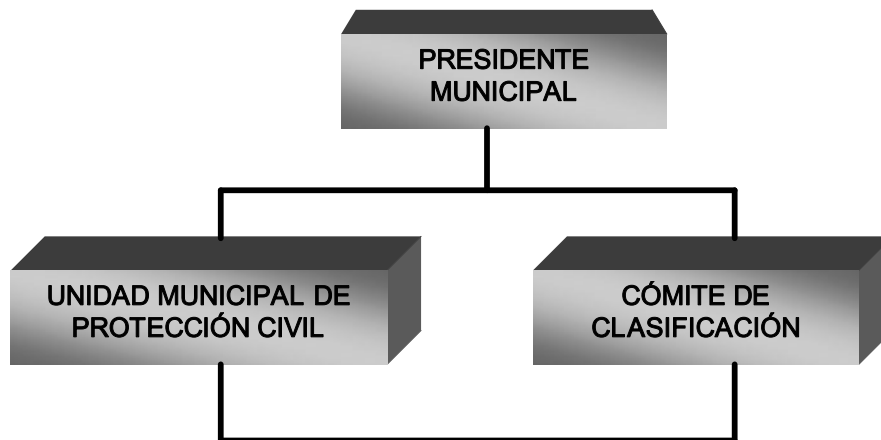 PRESIDENTE
MUNICIPAL
UNIDAD MUNICIPAL DE
PROTECCIÓN CIVIL
CÓMITE DE
CLASIFICACIÓN